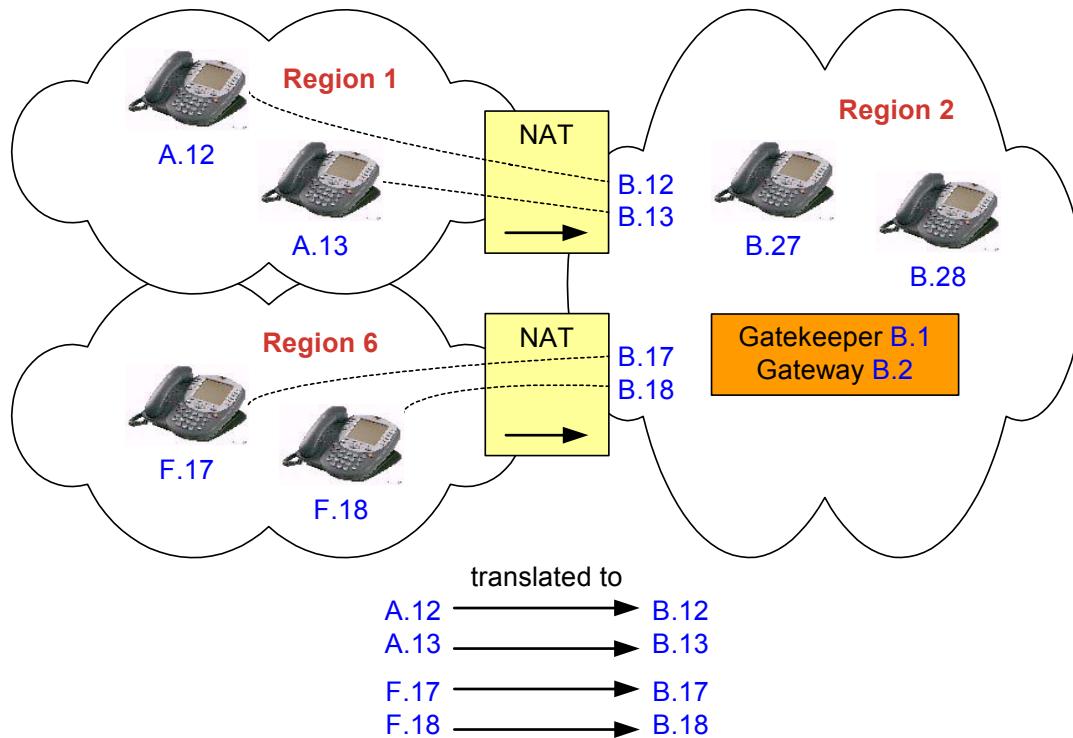 Region 1
A.12
A.13
NAT
B.12
B.13
Region 2
B.27
B.28
Region 6
F.17
F.18
NAT
B.17
B.18
Gatekeeper B.1
Gateway B.2
translated to
A.12 B.12
A.13 B.13
F.17 B.17
F.18 B.18